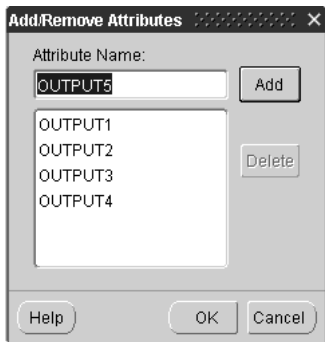 Add/Remove Attributes
Attribute Name:
OUTPUT5
Add
OUTPUT1
OUTPUT2
OUTPUT3
OUTPUT4
Delete
Help
OK
Cancel